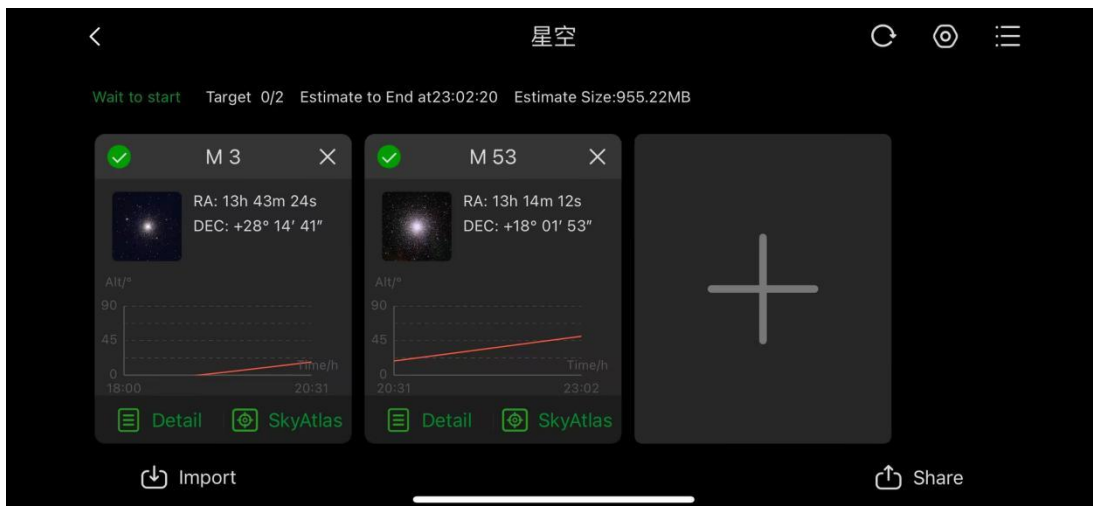 星空
Wait to start Target 0/2 Estimate to End at23:02:20 Estimate Size:955.22MB
M 3
RA: 13h 43m 24s
DEC: +28° 14′ 41″
Alt/°
90
45
0
Time/h
18:00 20:31
Detail SkyAtlas
M 53
RA: 13h 14m 12s
DEC: +18° 01′ 53″
Alt/°
90
45
0
Time/h
20:31 23:02
Detail SkyAtlas
Import
Share